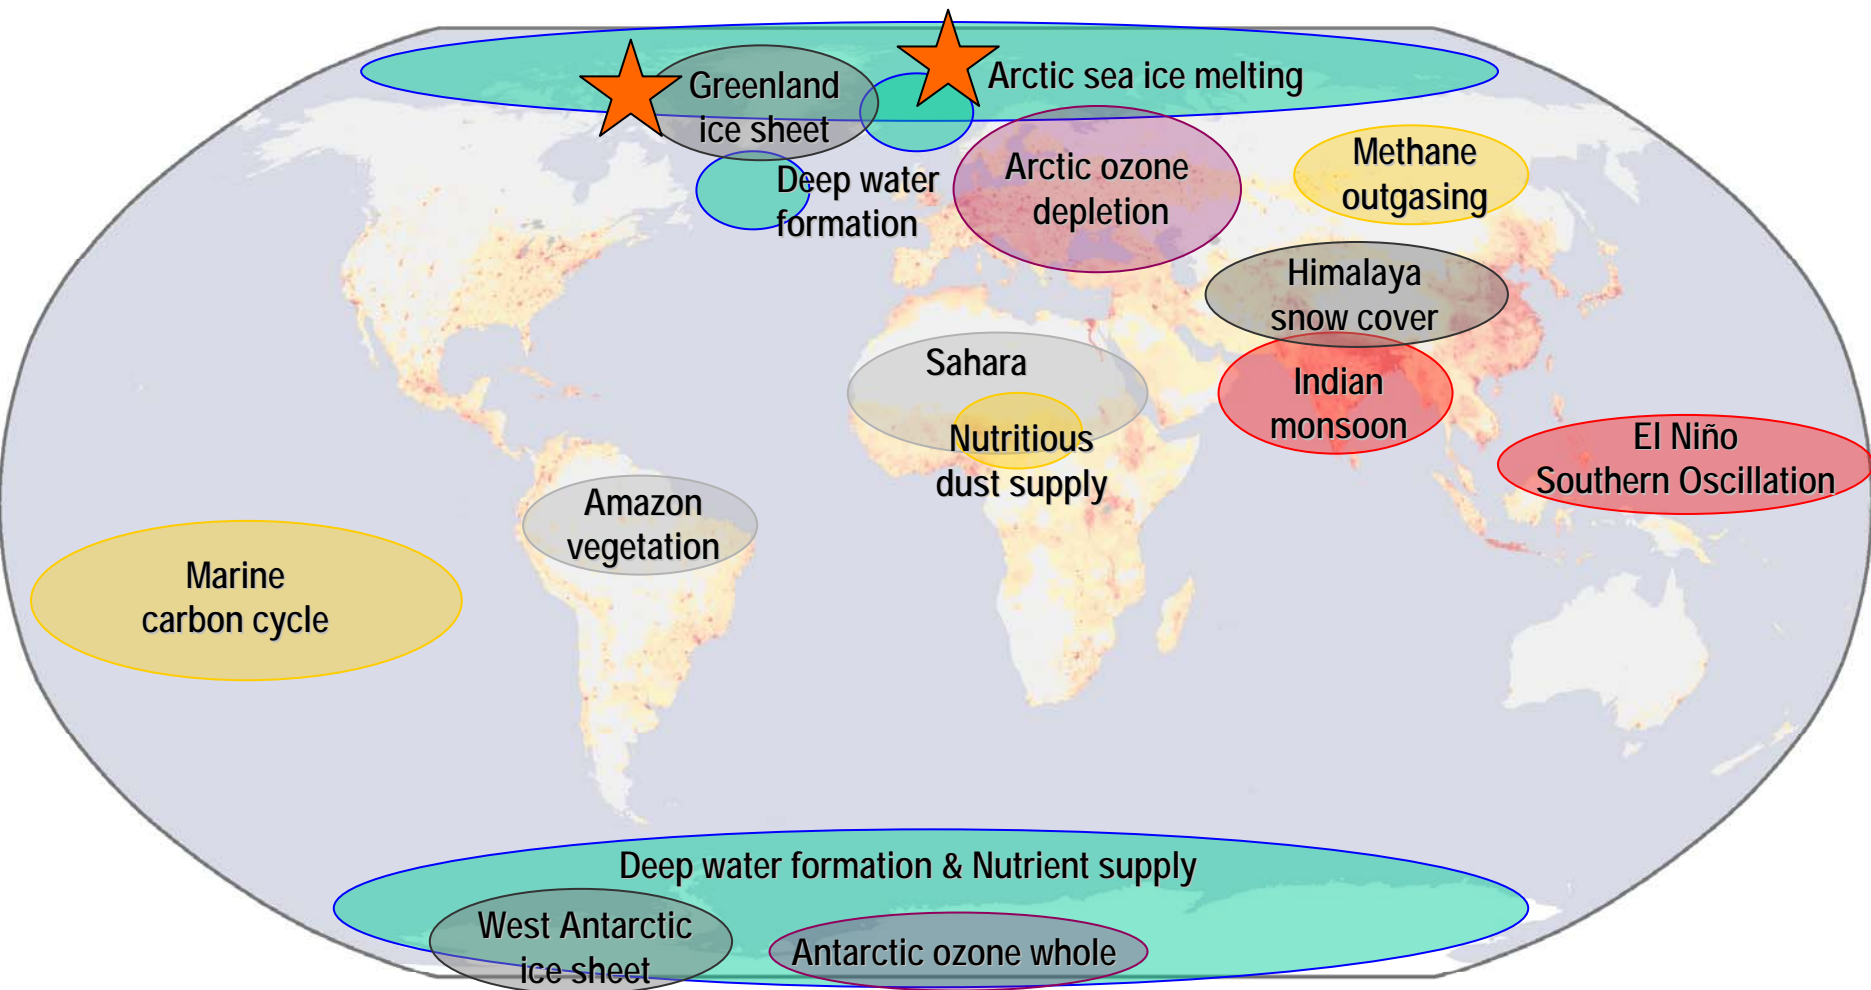 Greenland
ice sheet
Arctic sea ice melting
Deep water
formation
Arctic ozone
depletion
Methane
outgasing
Himalaya
snow cover
Sahara
Indian
monsoon
Nutritious
dust supply
El Niño
Southern Oscillation
Amazon
vegetation
Marine
carbon cycle
Deep water formation & Nutrient supply
West Antarctic
ice sheet
Antarctic ozone whole